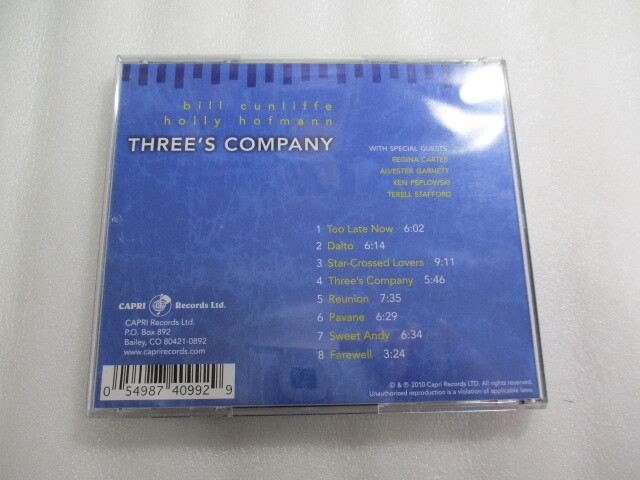 bill cunliffe
holly hofmann
THREE'S COMPANY
WITH SPECIAL GUESTS
REGINA CARTER
ALVESTER GARNETT
KEN PEPLOWSKI
TERELL STAFFORD
1 Too Late Now 6:02
2 Dalto 6:14
3 Star-Crossed Lovers 9:11
4 Three's Company 5:46
5 Reunion 7:35
6 Pavane 6:29
7 Sweet Andy 6:34
8 Farewell 3:24
CAPRI Records Ltd.
CAPRI Records Ltd.
P.O. Box 892
Bailey, CO 80421-0892
www.caprirecords.com
0 54987 40992 9
© & ℗ 2010 Capri Records LTD. All rights reserved.
Unauthorized reproduction is a violation of applicable laws.